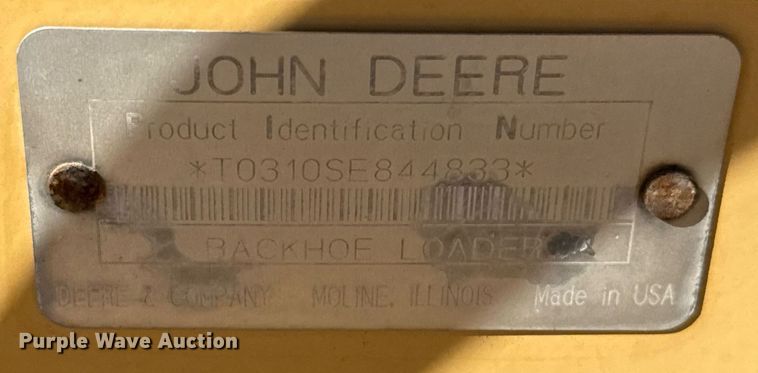 JOHN DEERE
Product Identification Number
*T0310SE844833*
BACKHOE LOADER
DEERE & COMPANY MOLINE, ILLINOIS Made in USA
Purple Wave Auction